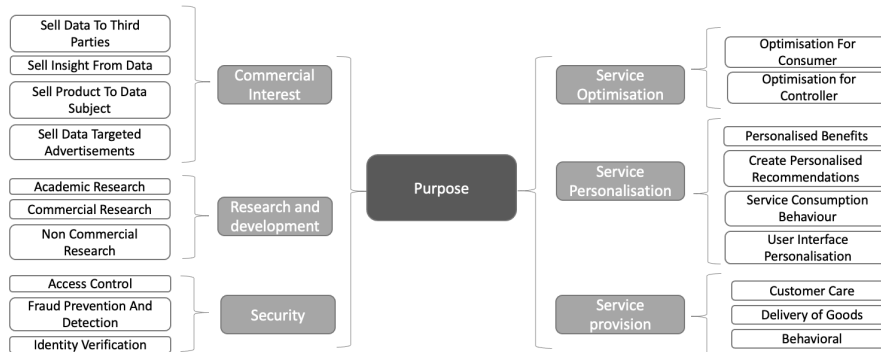 Sell Data To Third
Parties
Sell Insight From Data
Sell Product To Data
Subject
Sell Data Targeted
Advertisements
Commercial
Interest
Academic Research
Commercial Research
Non Commercial
Research
Research and
development
Access Control
Fraud Prevention And
Detection
Identity Verification
Security
Purpose
Service
Optimisation
Optimisation For
Consumer
Optimisation for
Controller
Service
Personalisation
Personalised Benefits
Create Personalised
Recommendations
Service Consumption
Behaviour
User Interface
Personalisation
Service
provision
Customer Care
Delivery of Goods
Behavioral